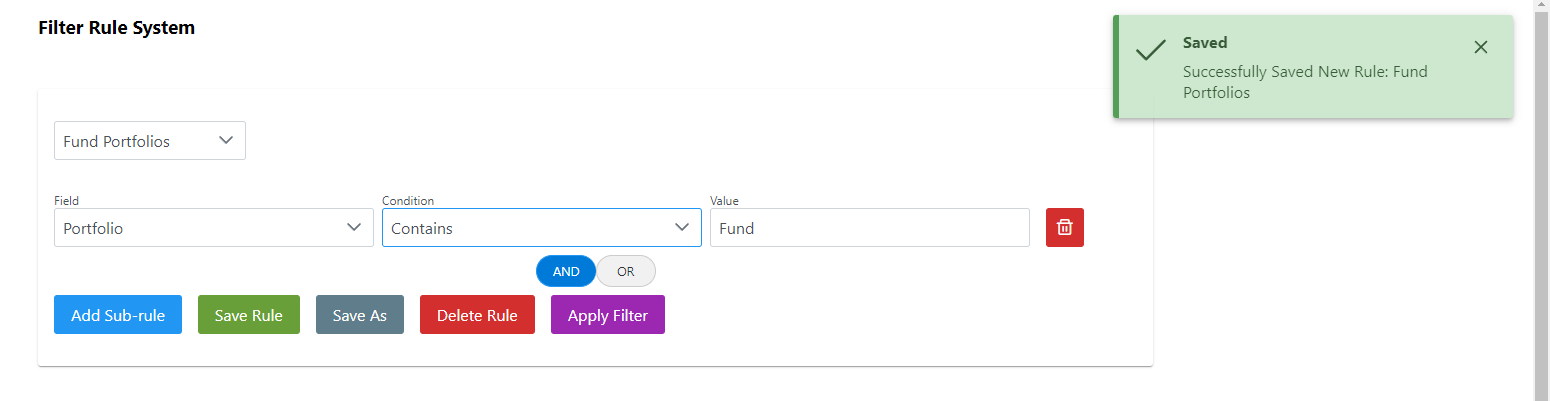 Filter Rule System
Saved
Successfully Saved New Rule: Fund
Portfolios
Fund Portfolios
Field Condition Value
Portfolio Contains Fund
AND OR
Add Sub-rule Save Rule Save As Delete Rule Apply Filter